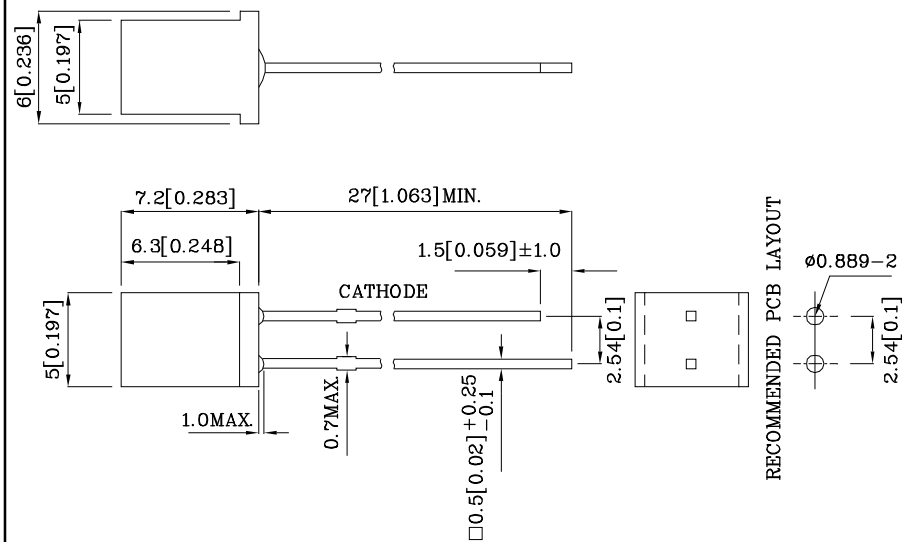 6[0.236]
5[0.197]
7.2[0.283]
27[1.063]MIN.
6.3[0.248]
1.5[0.059]±1.0
CATHODE
5[0.197]
1.0MAX.
0.7MAX.
□0.5[0.02]+0.25
-0.1
2.54[0.1]
RECOMMENDED PCB LAYOUT
ø0.889-2
2.54[0.1]